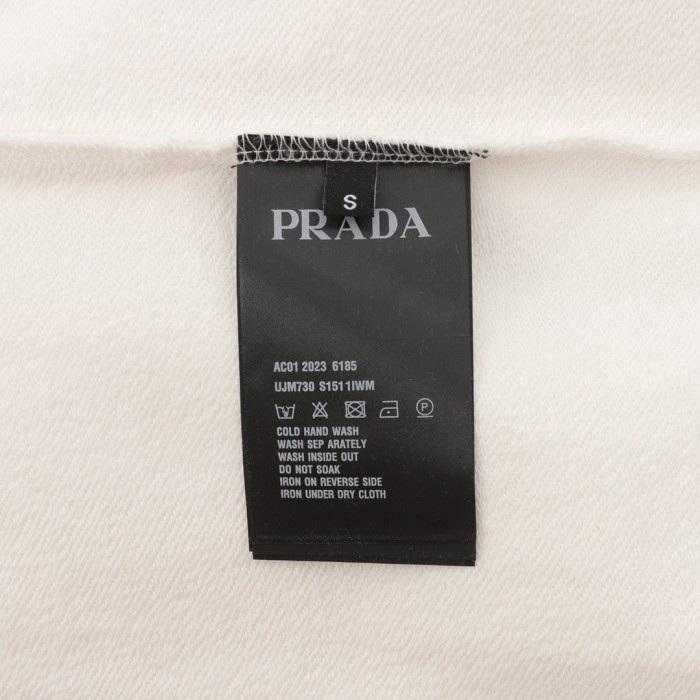 S
PRADA
AC01 2023 6185
UJM730 S1511IWM
P
COLD HAND WASH
WASH SEP ARATELY
WASH INSIDE OUT
DO NOT SOAK
IRON ON REVERSE SIDE
IRON UNDER DRY CLOTH